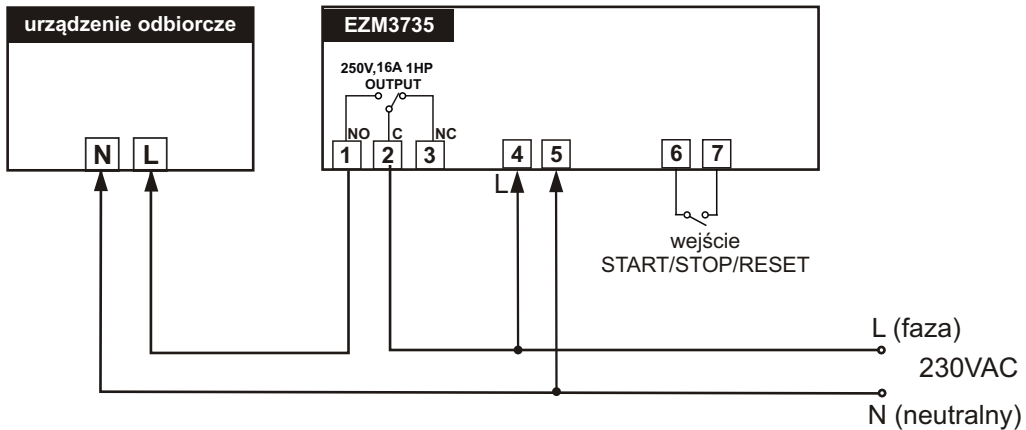 urządzenie odbiorcze
EZM3735
250V,16A 1HP
OUTPUT
NO C NC
N L
1 2 3 4 5 6 7
L
wejście
START/STOP/RESET
L (faza)
230VAC
N (neutralny)